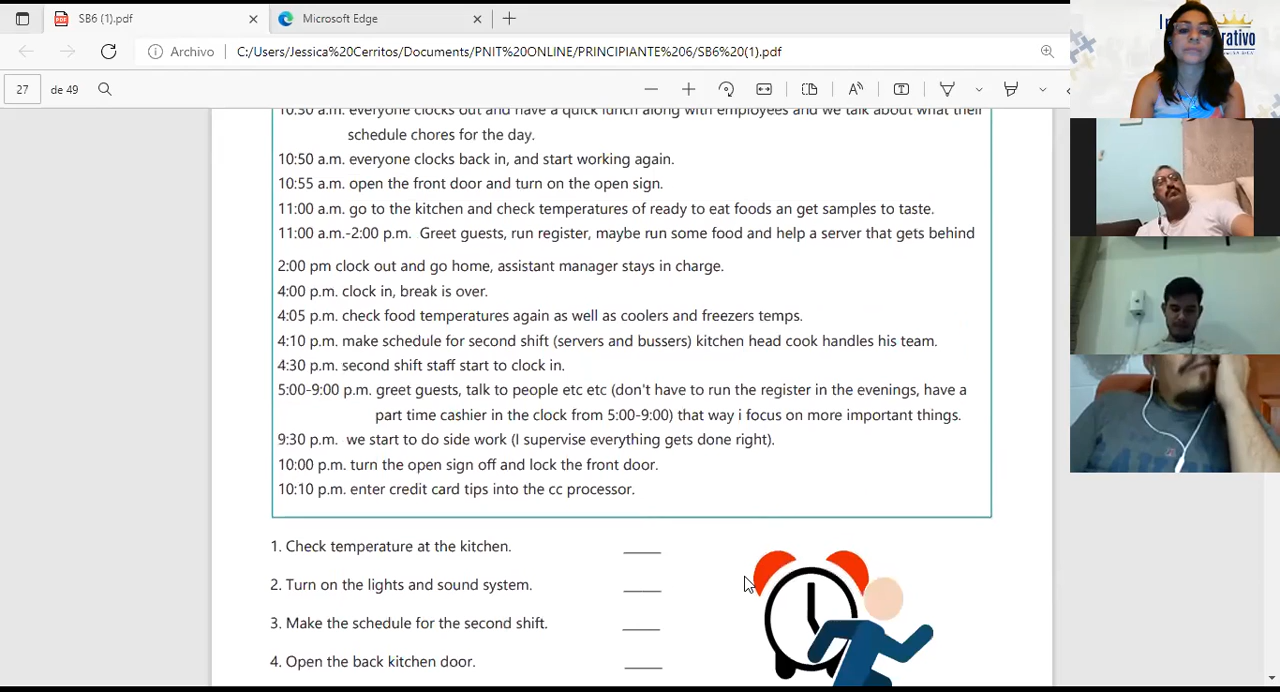 SB6 (1).pdf
Microsoft Edge
Archivo
C:/Users/Jessica%20Cerritos/Documents/PNIT%20ONLINE/PRINCIPIANTE%206/SB6%20(1).pdf
27
de 49
10:30 a.m. everyone clocks out and have a quick lunch along with employees and we talk about what their
schedule chores for the day.
10:50 a.m. everyone clocks back in, and start working again.
10:55 a.m. open the front door and turn on the open sign.
11:00 a.m. go to the kitchen and check temperatures of ready to eat foods an get samples to taste.
11:00 a.m.-2:00 p.m. Greet guests, run register, maybe run some food and help a server that gets behind
2:00 pm clock out and go home, assistant manager stays in charge.
4:00 p.m. clock in, break is over.
4:05 p.m. check food temperatures again as well as coolers and freezers temps.
4:10 p.m. make schedule for second shift (servers and bussers) kitchen head cook handles his team.
4:30 p.m. second shift staff start to clock in.
5:00-9:00 p.m. greet guests, talk to people etc etc (don't have to run the register in the evenings, have a
part time cashier in the clock from 5:00-9:00) that way i focus on more important things.
9:30 p.m. we start to do side work (I supervise everything gets done right).
10:00 p.m. turn the open sign off and lock the front door.
10:10 p.m. enter credit card tips into the cc processor.
1. Check temperature at the kitchen.
2. Turn on the lights and sound system.
3. Make the schedule for the second shift.
4. Open the back kitchen door.